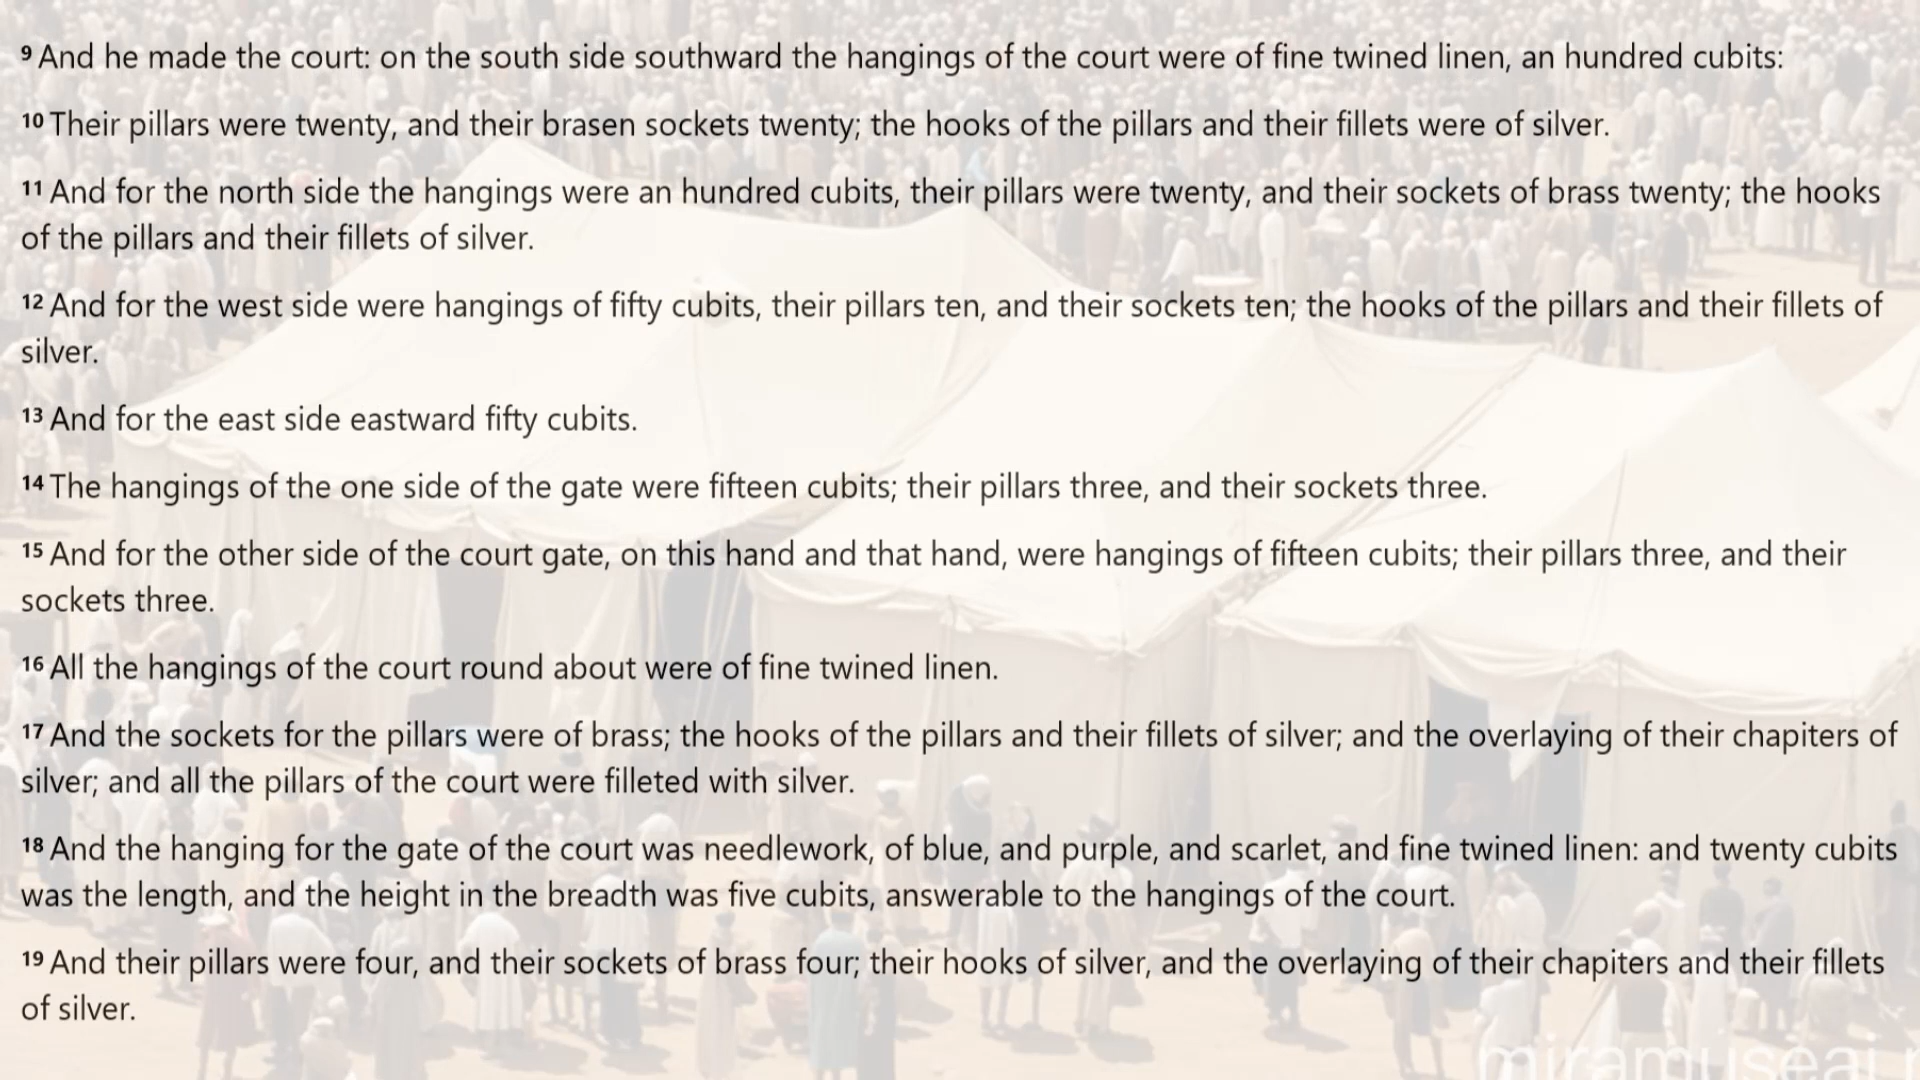 9 And he made the court: on the south side southward the hangings of the court were of fine twined linen, an hundred cubits:
10 Their pillars were twenty, and their brasen sockets twenty; the hooks of the pillars and their fillets were of silver.
11 And for the north side the hangings were an hundred cubits, their pillars were twenty, and their sockets of brass twenty; the hooks
of the pillars and their fillets of silver.
12 And for the west side were hangings of fifty cubits, their pillars ten, and their sockets ten; the hooks of the pillars and their fillets of
silver.
13 And for the east side eastward fifty cubits.
14 The hangings of the one side of the gate were fifteen cubits; their pillars three, and their sockets three.
15 And for the other side of the court gate, on this hand and that hand, were hangings of fifteen cubits; their pillars three, and their
sockets three.
16 All the hangings of the court round about were of fine twined linen.
17 And the sockets for the pillars were of brass; the hooks of the pillars and their fillets of silver; and the overlaying of their chapiters of
silver; and all the pillars of the court were filleted with silver.
18 And the hanging for the gate of the court was needlework, of blue, and purple, and scarlet, and fine twined linen: and twenty cubits
was the length, and the height in the breadth was five cubits, answerable to the hangings of the court.
19 And their pillars were four, and their sockets of brass four; their hooks of silver, and the overlaying of their chapiters and their fillets
of silver.